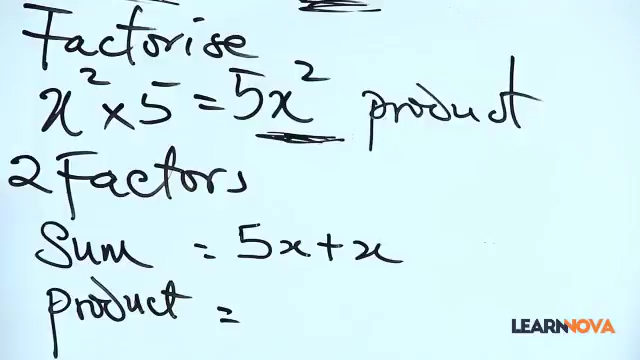 Factorise
x² × 5 = 5x² product
2 Factors
Sum = 5x + x
product =
LEARNNOVA